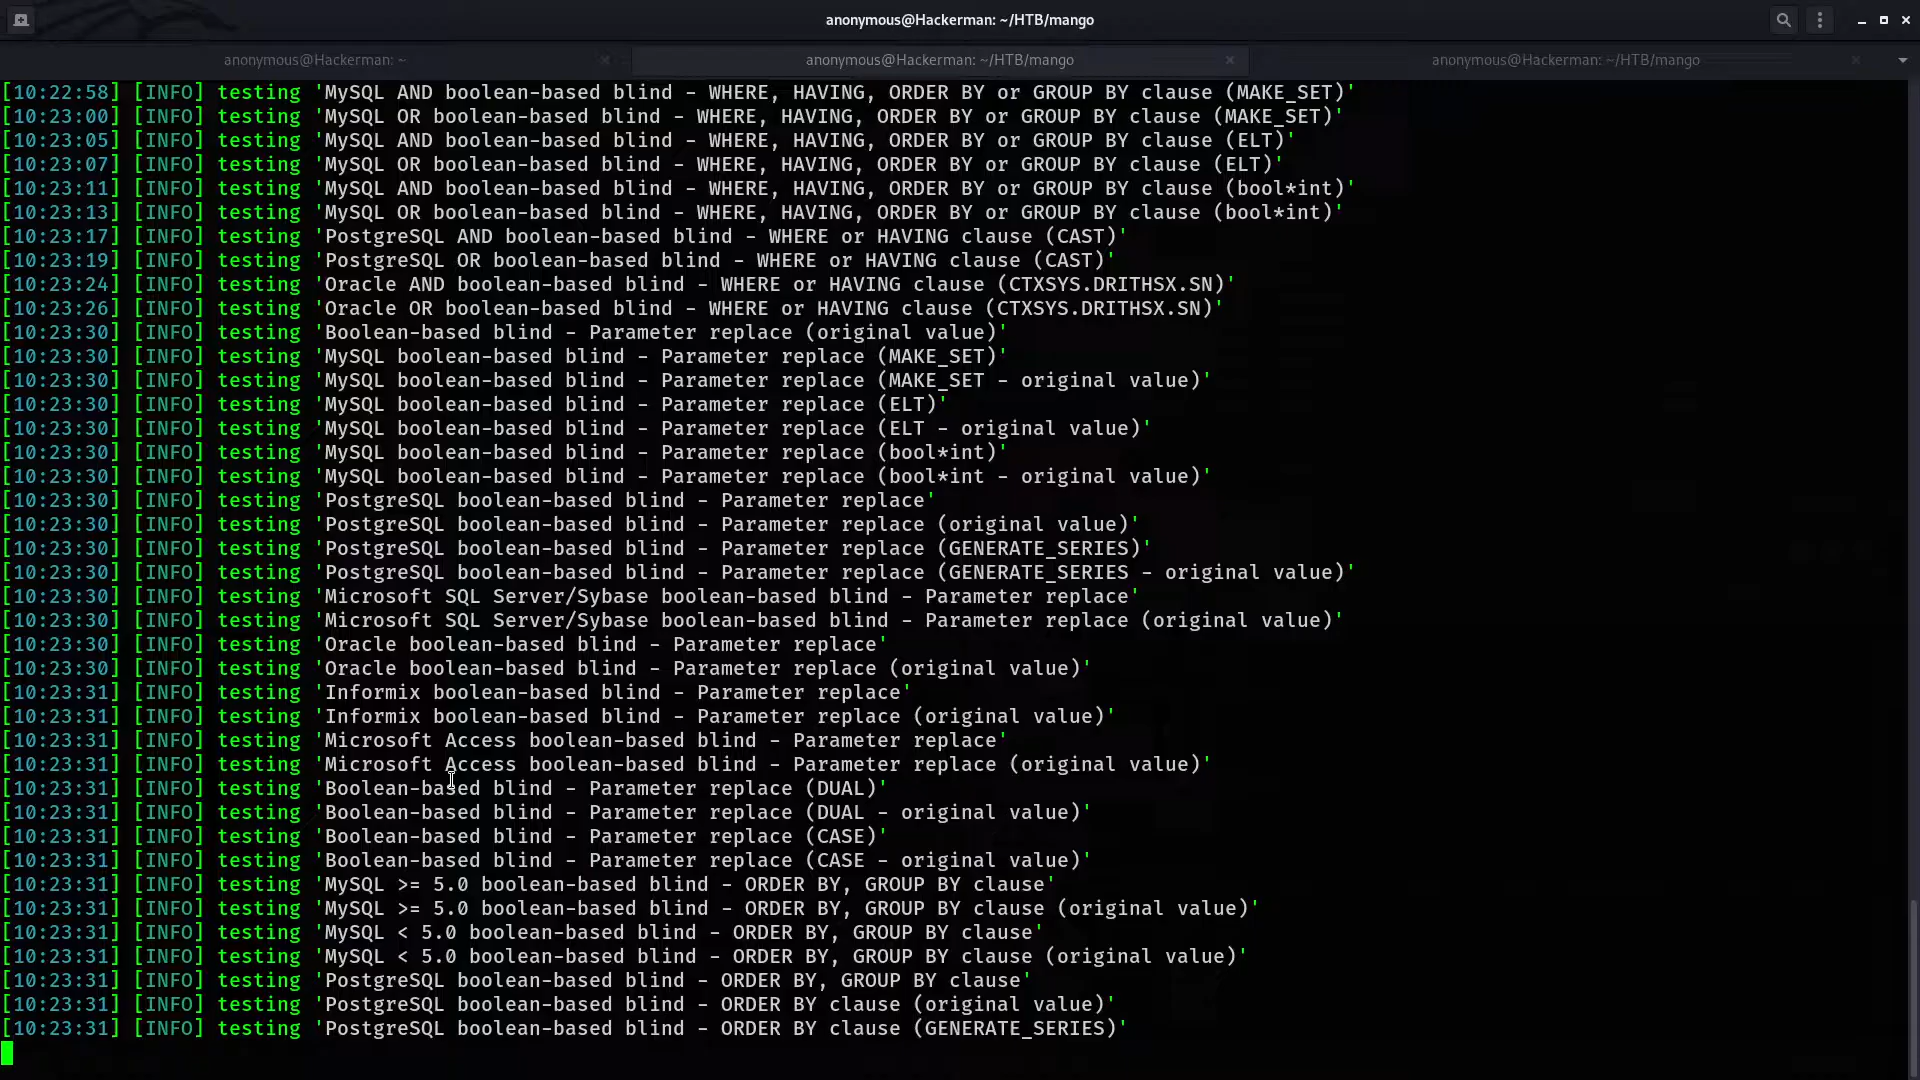 anonymous@Hackerman: ~/HTB/mango
anonymous@Hackerman: ~
anonymous@Hackerman: ~/HTB/mango
anonymous@Hackerman: ~/HTB/mango
[10:22:58] [INFO] testing 'MySQL AND boolean-based blind - WHERE, HAVING, ORDER BY or GROUP BY clause (MAKE_SET)'
[10:23:00] [INFO] testing 'MySQL OR boolean-based blind - WHERE, HAVING, ORDER BY or GROUP BY clause (MAKE_SET)'
[10:23:05] [INFO] testing 'MySQL AND boolean-based blind - WHERE, HAVING, ORDER BY or GROUP BY clause (ELT)'
[10:23:07] [INFO] testing 'MySQL OR boolean-based blind - WHERE, HAVING, ORDER BY or GROUP BY clause (ELT)'
[10:23:11] [INFO] testing 'MySQL AND boolean-based blind - WHERE, HAVING, ORDER BY or GROUP BY clause (bool*int)'
[10:23:13] [INFO] testing 'MySQL OR boolean-based blind - WHERE, HAVING, ORDER BY or GROUP BY clause (bool*int)'
[10:23:17] [INFO] testing 'PostgreSQL AND boolean-based blind - WHERE or HAVING clause (CAST)'
[10:23:19] [INFO] testing 'PostgreSQL OR boolean-based blind - WHERE or HAVING clause (CAST)'
[10:23:24] [INFO] testing 'Oracle AND boolean-based blind - WHERE or HAVING clause (CTXSYS.DRITHSX.SN)'
[10:23:26] [INFO] testing 'Oracle OR boolean-based blind - WHERE or HAVING clause (CTXSYS.DRITHSX.SN)'
[10:23:30] [INFO] testing 'Boolean-based blind - Parameter replace (original value)'
[10:23:30] [INFO] testing 'MySQL boolean-based blind - Parameter replace (MAKE_SET)'
[10:23:30] [INFO] testing 'MySQL boolean-based blind - Parameter replace (MAKE_SET - original value)'
[10:23:30] [INFO] testing 'MySQL boolean-based blind - Parameter replace (ELT)'
[10:23:30] [INFO] testing 'MySQL boolean-based blind - Parameter replace (ELT - original value)'
[10:23:30] [INFO] testing 'MySQL boolean-based blind - Parameter replace (bool*int)'
[10:23:30] [INFO] testing 'MySQL boolean-based blind - Parameter replace (bool*int - original value)'
[10:23:30] [INFO] testing 'PostgreSQL boolean-based blind - Parameter replace'
[10:23:30] [INFO] testing 'PostgreSQL boolean-based blind - Parameter replace (original value)'
[10:23:30] [INFO] testing 'PostgreSQL boolean-based blind - Parameter replace (GENERATE_SERIES)'
[10:23:30] [INFO] testing 'PostgreSQL boolean-based blind - Parameter replace (GENERATE_SERIES - original value)'
[10:23:30] [INFO] testing 'Microsoft SQL Server/Sybase boolean-based blind - Parameter replace'
[10:23:30] [INFO] testing 'Microsoft SQL Server/Sybase boolean-based blind - Parameter replace (original value)'
[10:23:30] [INFO] testing 'Oracle boolean-based blind - Parameter replace'
[10:23:30] [INFO] testing 'Oracle boolean-based blind - Parameter replace (original value)'
[10:23:31] [INFO] testing 'Informix boolean-based blind - Parameter replace'
[10:23:31] [INFO] testing 'Informix boolean-based blind - Parameter replace (original value)'
[10:23:31] [INFO] testing 'Microsoft Access boolean-based blind - Parameter replace'
[10:23:31] [INFO] testing 'Microsoft Access boolean-based blind - Parameter replace (original value)'
[10:23:31] [INFO] testing 'Boolean-based blind - Parameter replace (DUAL)'
[10:23:31] [INFO] testing 'Boolean-based blind - Parameter replace (DUAL - original value)'
[10:23:31] [INFO] testing 'Boolean-based blind - Parameter replace (CASE)'
[10:23:31] [INFO] testing 'Boolean-based blind - Parameter replace (CASE - original value)'
[10:23:31] [INFO] testing 'MySQL >= 5.0 boolean-based blind - ORDER BY, GROUP BY clause'
[10:23:31] [INFO] testing 'MySQL >= 5.0 boolean-based blind - ORDER BY, GROUP BY clause (original value)'
[10:23:31] [INFO] testing 'MySQL < 5.0 boolean-based blind - ORDER BY, GROUP BY clause'
[10:23:31] [INFO] testing 'MySQL < 5.0 boolean-based blind - ORDER BY, GROUP BY clause (original value)'
[10:23:31] [INFO] testing 'PostgreSQL boolean-based blind - ORDER BY, GROUP BY clause'
[10:23:31] [INFO] testing 'PostgreSQL boolean-based blind - ORDER BY clause (original value)'
[10:23:31] [INFO] testing 'PostgreSQL boolean-based blind - ORDER BY clause (GENERATE_SERIES)'